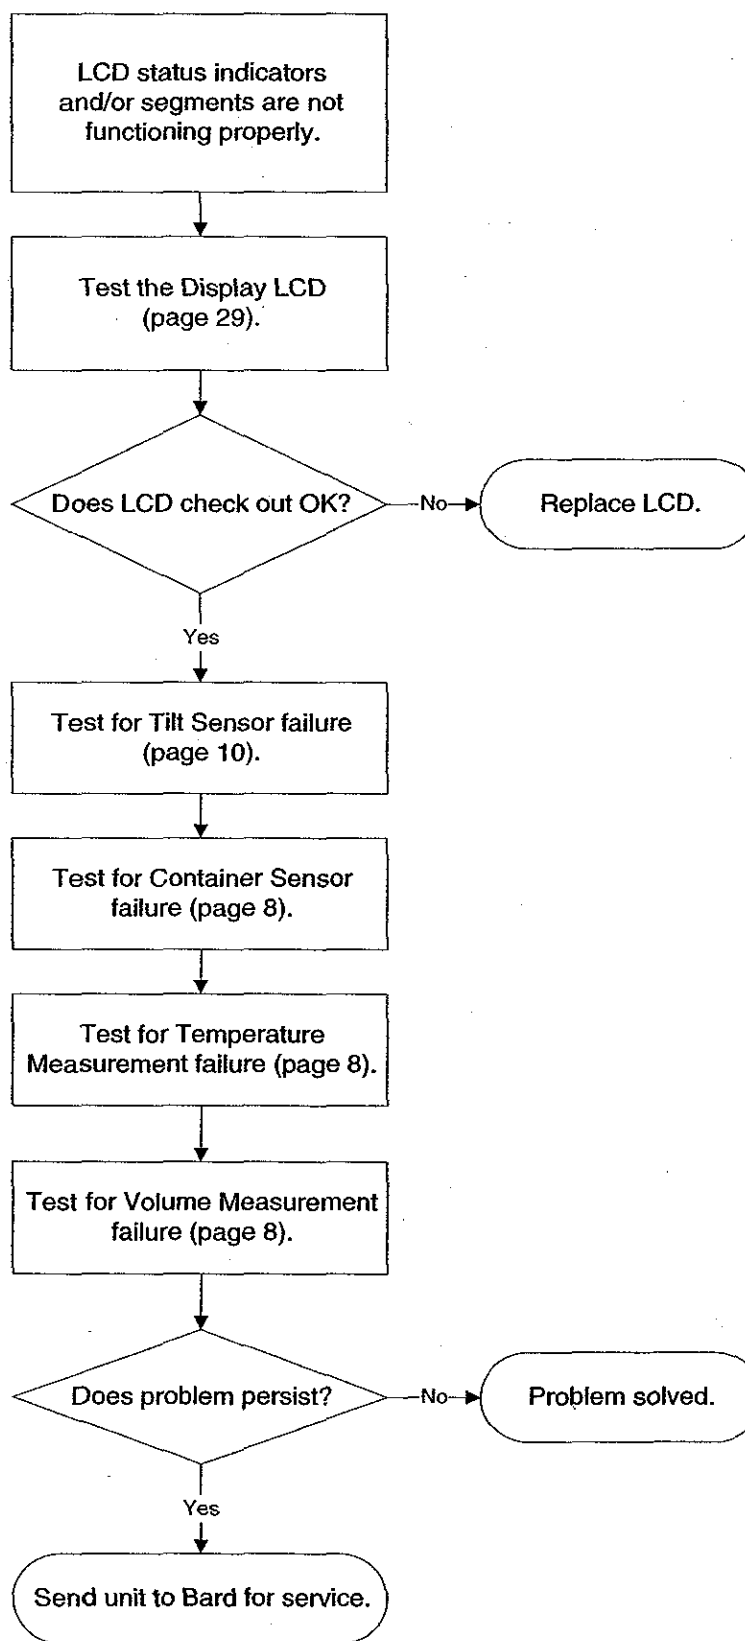 LCD status indicators
and/or segments are not
functioning properly.
Test the Display LCD
(page 29).
Does LCD check out OK?
No
Replace LCD.
Yes
Test for Tilt Sensor failure
(page 10).
Test for Container Sensor
failure (page 8).
Test for Temperature
Measurement failure (page 8).
Test for Volume Measurement
failure (page 8).
Does problem persist?
No
Problem solved.
Yes
Send unit to Bard for service.